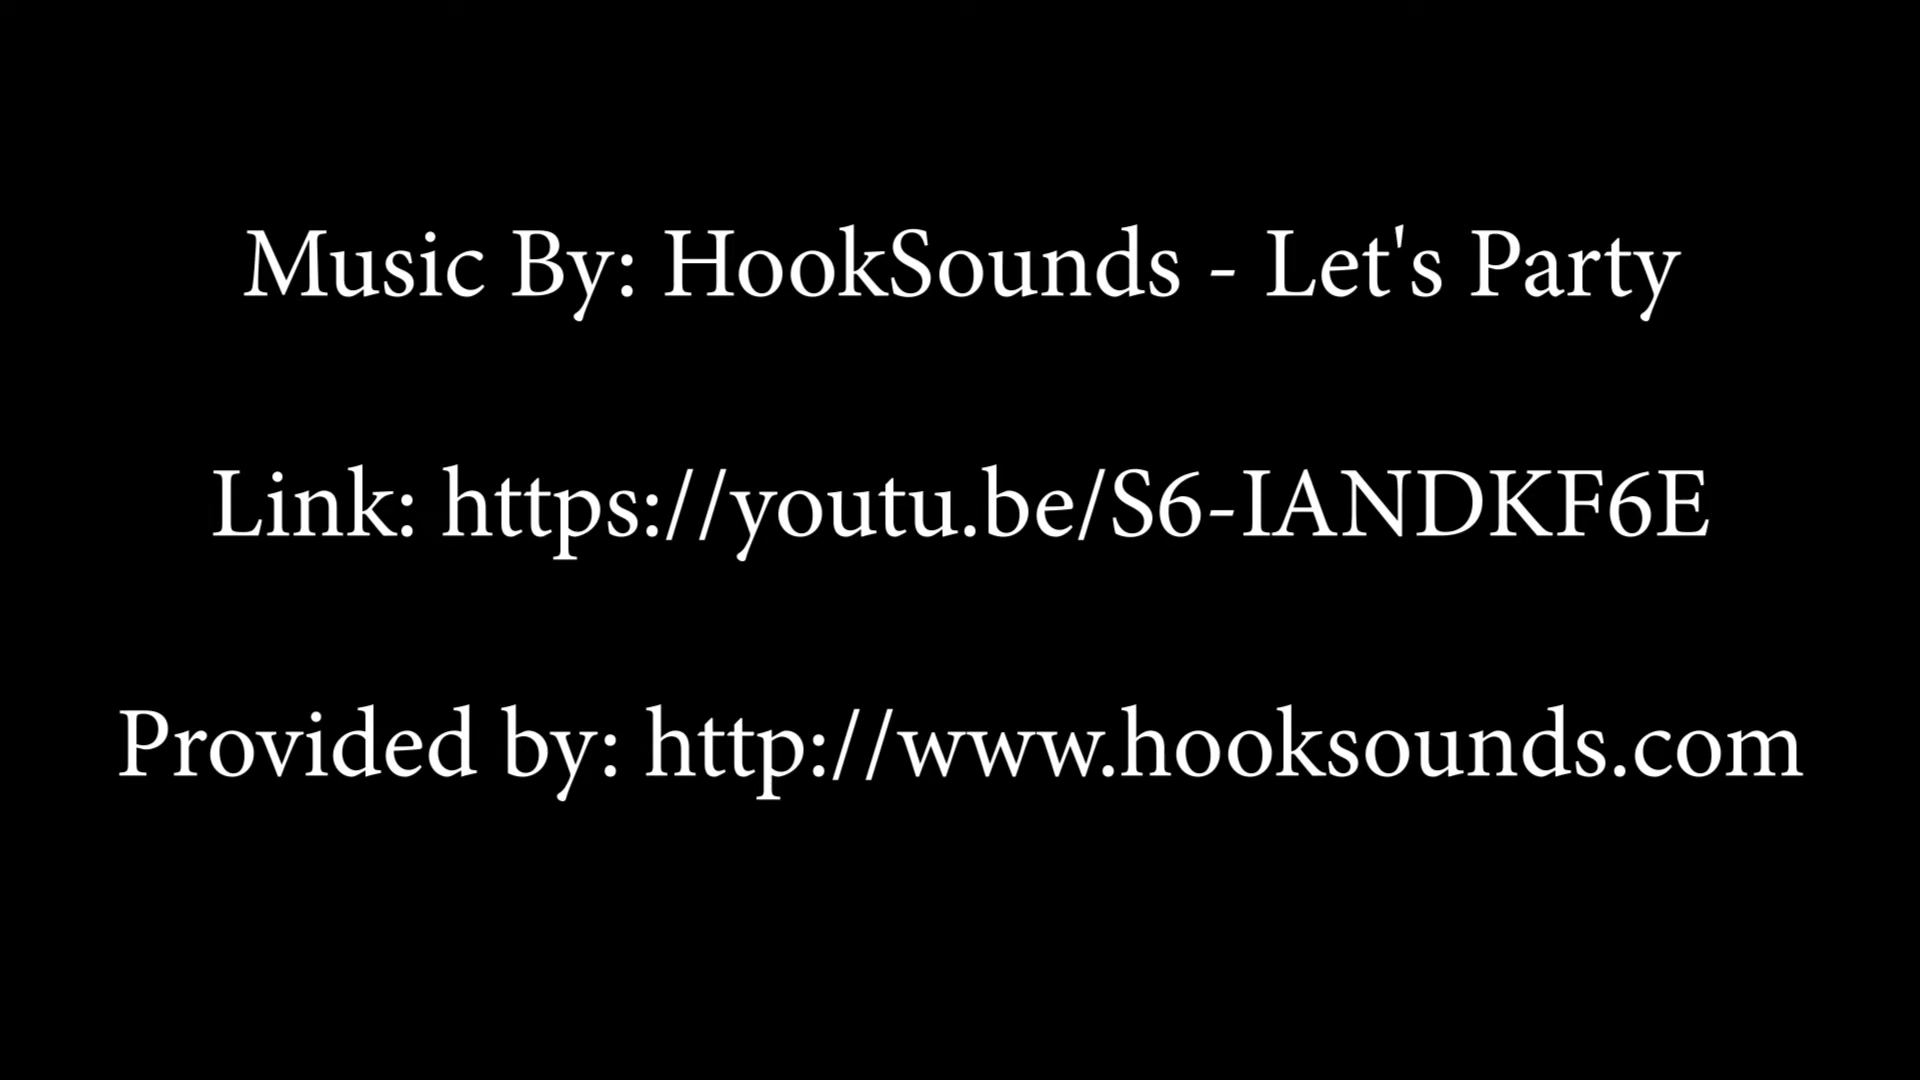 Music By: HookSounds - Let's Party
Link: https://youtu.be/S6-IANDKF6E
Provided by: http://www.hooksounds.com